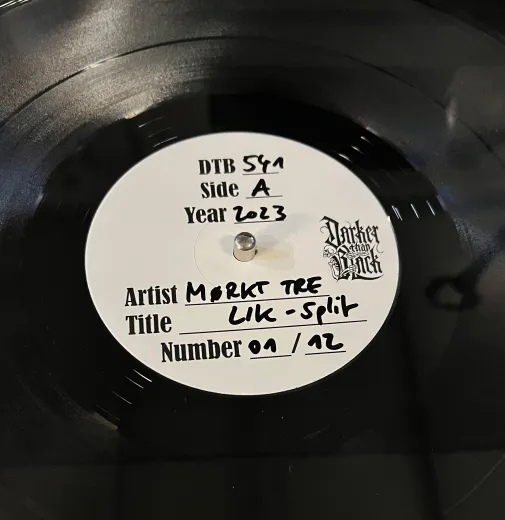 DTB 541
Side A
Year 2023
Darker
than
Black
Artist MØRKT TRE
Title LIK - Split
Number 01 / 12